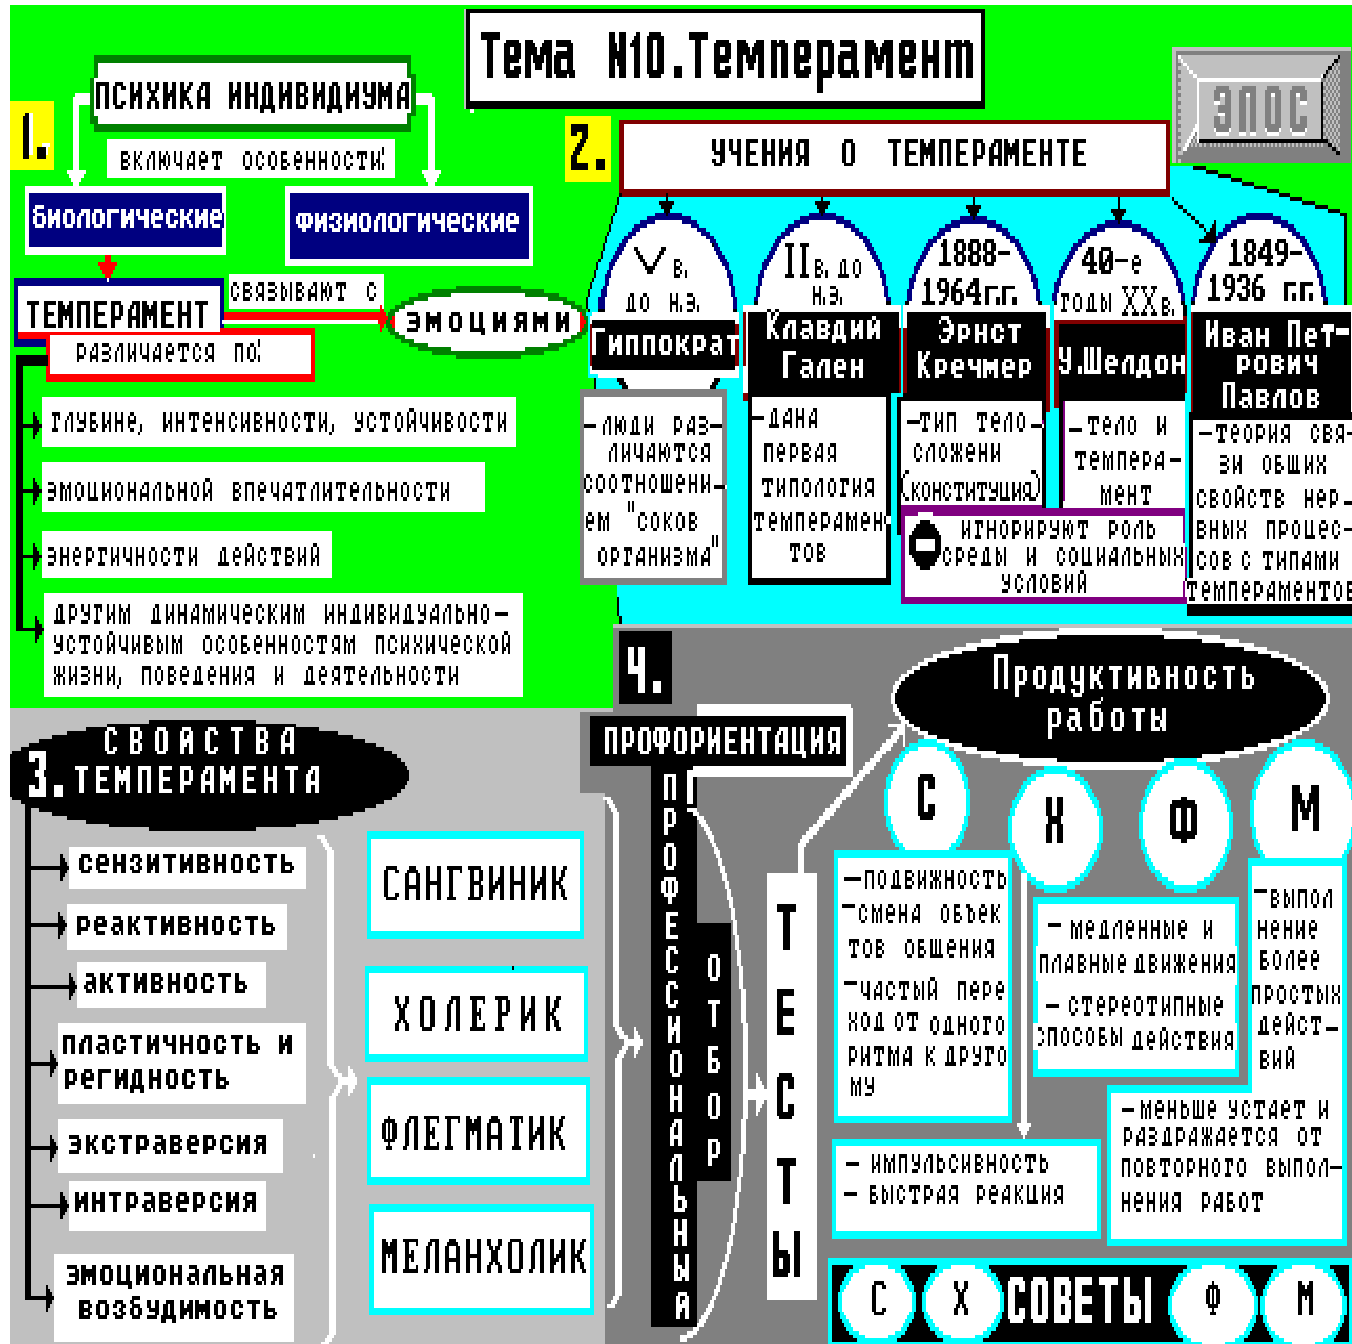 Тема N10.Темперамент
ЭПОС
1.
ПСИХИКА ИНДИВИДИУМА
ВКЛЮЧАЕТ ОСОБЕННОСТИ:
Биологические
Физиологические
ТЕМПЕРАМЕНТ
СВЯЗЫВАЮТ С
ЭМОЦИЯМИ
РАЗЛИЧАЕТСЯ ПО:
ГЛУБИНЕ, ИНТЕНСИВНОСТИ, УСТОЙЧИВОСТИ
ЭМОЦИОНАЛЬНОЙ ВПЕЧАТЛИТЕЛЬНОСТИ
ЭНЕРГИЧНОСТИ ДЕЙСТВИЙ
ДРУГИМ ДИНАМИЧЕСКИМ ИНДИВИДУАЛЬНО-
УСТОЙЧИВЫМ ОСОБЕННОСТЯМ ПСИХИЧЕСКОЙ
ЖИЗНИ, ПОВЕДЕНИЯ И ДЕЯТЕЛЬНОСТИ
2.
УЧЕНИЯ О ТЕМПЕРАМЕНТЕ
V В.
ДО Н.Э.
Гиппократ
-ЛЮДИ РАЗ-
ЛИЧАЮТСЯ
СООТНОШЕНИ-
ЕМ "СОКОВ
ОРГАНИЗМА"
II В. ДО
Н.Э.
Клавдий
Гален
-ДАНА
ПЕРВАЯ
ТИПОЛОГИЯ
ТЕМПЕРАМЕН
ТОВ
1888-
1964г.г.
Эрнст
Кречмер
-ТИП ТЕЛО-
СЛОЖЕНИ
(КОНСТИТУЦИЯ)
40-е
ГОДЫ XX в.
У.Шелдон
-ТЕЛО И
ТЕМПЕРА-
МЕНТ
ИГНОРИРУЮТ РОЛЬ
СРЕДЫ И СОЦИАЛЬНЫХ
УСЛОВИЙ
1849-
1936 г.г.
Иван Пет-
рович
Павлов
-ТЕОРИЯ СВЯ-
ЗИ ОБЩИХ
СВОЙСТВ НЕР-
ВНЫХ ПРОЦЕС-
СОВ С ТИПАМИ
ТЕМПЕРАМЕНТОВ
3.
СВОЙСТВА
ТЕМПЕРАМЕНТА
сензитивность
реактивность
активность
пластичность и
регидность
экстраверсия
интраверсия
эмоциональная
возбудимость
САНГВИНИК
ХОЛЕРИК
ФЛЕГМАТИК
МЕЛАНХОЛИК
4.
ПРОФОРИЕНТАЦИЯ
ПРОФЕССИОНАЛЬНЫЙ
ОТБОР
ТЕСТЫ
Продуктивность
работы
С
Х
Ф
М
-ПОДВИЖНОСТЬ
-СМЕНА ОБЪЕК
ТОВ ОБЩЕНИЯ
-ЧАСТЫЙ ПЕРЕ
ХОД ОТ ОДНОГО
РИТМА К ДРУГО
МУ
- ИМПУЛЬСИВНОСТЬ
- БЫСТРАЯ РЕАКЦИЯ
- МЕДЛЕННЫЕ И
ПЛАВНЫЕ ДВИЖЕНИЯ
- СТЕРЕОТИПНЫЕ
СПОСОБЫ ДЕЙСТВИЯ
-ВЫПОЛ
НЕНИЕ
БОЛЕЕ
ПРОСТЫХ
ДЕЙСТ-
ВИЙ
-МЕНЬШЕ УСТАЕТ И
РАЗДРАЖАЕТСЯ ОТ
ПОВТОРНОГО ВЫПОЛ-
НЕНИЯ РАБОТ
С Х СОВЕТЫ Ф М